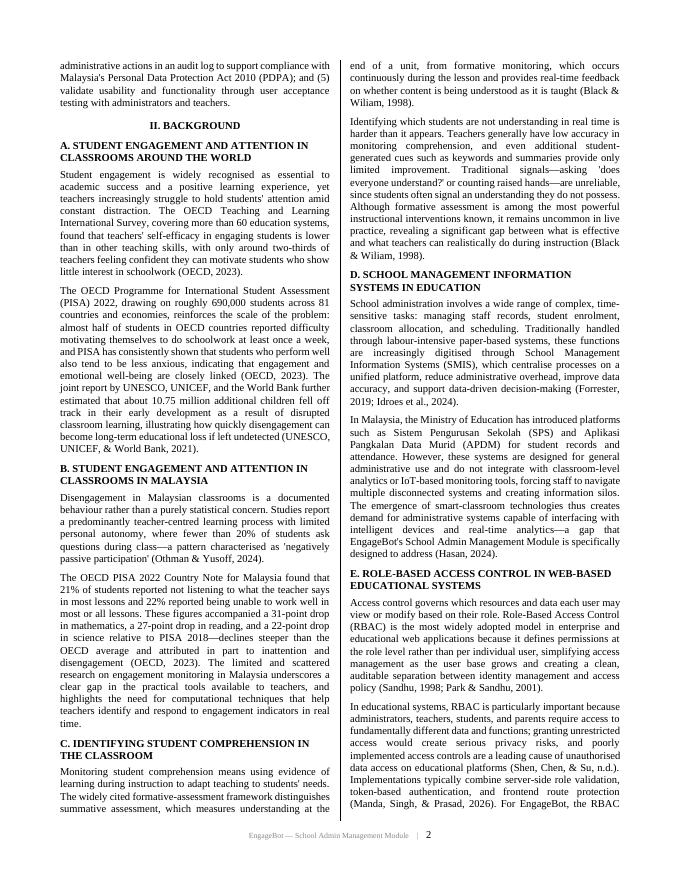 administrative actions in an audit log to support compliance with
Malaysia's Personal Data Protection Act 2010 (PDPA); and (5)
validate usability and functionality through user acceptance
testing with administrators and teachers.
II. BACKGROUND
A. STUDENT ENGAGEMENT AND ATTENTION IN
CLASSROOMS AROUND THE WORLD
Student engagement is widely recognised as essential to
academic success and a positive learning experience, yet
teachers increasingly struggle to hold students' attention amid
constant distraction. The OECD Teaching and Learning
International Survey, covering more than 60 education systems,
found that teachers' self-efficacy in engaging students is lower
than in other teaching skills, with only around two-thirds of
teachers feeling confident they can motivate students who show
little interest in schoolwork (OECD, 2023).
The OECD Programme for International Student Assessment
(PISA) 2022, drawing on roughly 690,000 students across 81
countries and economies, reinforces the scale of the problem:
almost half of students in OECD countries reported difficulty
motivating themselves to do schoolwork at least once a week,
and PISA has consistently shown that students who perform well
also tend to be less anxious, indicating that engagement and
emotional well-being are closely linked (OECD, 2023). The
joint report by UNESCO, UNICEF, and the World Bank further
estimated that about 10.75 million additional children fell off
track in their early development as a result of disrupted
classroom learning, illustrating how quickly disengagement can
become long-term educational loss if left undetected (UNESCO,
UNICEF, & World Bank, 2021).
B. STUDENT ENGAGEMENT AND ATTENTION IN
CLASSROOMS IN MALAYSIA
Disengagement in Malaysian classrooms is a documented
behaviour rather than a purely statistical concern. Studies report
a predominantly teacher-centred learning process with limited
personal autonomy, where fewer than 20% of students ask
questions during class—a pattern characterised as 'negatively
passive participation' (Othman & Yusoff, 2024).
The OECD PISA 2022 Country Note for Malaysia found that
21% of students reported not listening to what the teacher says
in most lessons and 22% reported being unable to work well in
most or all lessons. These figures accompanied a 31-point drop
in mathematics, a 27-point drop in reading, and a 22-point drop
in science relative to PISA 2018—declines steeper than the
OECD average and attributed in part to inattention and
disengagement (OECD, 2023). The limited and scattered
research on engagement monitoring in Malaysia underscores a
clear gap in the practical tools available to teachers, and
highlights the need for computational techniques that help
teachers identify and respond to engagement indicators in real
time.
C. IDENTIFYING STUDENT COMPREHENSION IN
THE CLASSROOM
Monitoring student comprehension means using evidence of
learning during instruction to adapt teaching to students' needs.
The widely cited formative-assessment framework distinguishes
summative assessment, which measures understanding at the
end of a unit, from formative monitoring, which occurs
continuously during the lesson and provides real-time feedback
on whether content is being understood as it is taught (Black &
Wiliam, 1998).
Identifying which students are not understanding in real time is
harder than it appears. Teachers generally have low accuracy in
monitoring comprehension, and even additional student-
generated cues such as keywords and summaries provide only
limited improvement. Traditional signals—asking 'does
everyone understand?' or counting raised hands—are unreliable,
since students often signal an understanding they do not possess.
Although formative assessment is among the most powerful
instructional interventions known, it remains uncommon in live
practice, revealing a significant gap between what is effective
and what teachers can realistically do during instruction (Black
& Wiliam, 1998).
D. SCHOOL MANAGEMENT INFORMATION
SYSTEMS IN EDUCATION
School administration involves a wide range of complex, time-
sensitive tasks: managing staff records, student enrolment,
classroom allocation, and scheduling. Traditionally handled
through labour-intensive paper-based systems, these functions
are increasingly digitised through School Management
Information Systems (SMIS), which centralise processes on a
unified platform, reduce administrative overhead, improve data
accuracy, and support data-driven decision-making (Forrester,
2019; Idroes et al., 2024).
In Malaysia, the Ministry of Education has introduced platforms
such as Sistem Pengurusan Sekolah (SPS) and Aplikasi
Pangkalan Data Murid (APDM) for student records and
attendance. However, these systems are designed for general
administrative use and do not integrate with classroom-level
analytics or IoT-based monitoring tools, forcing staff to navigate
multiple disconnected systems and creating information silos.
The emergence of smart-classroom technologies thus creates
demand for administrative systems capable of interfacing with
intelligent devices and real-time analytics—a gap that
EngageBot's School Admin Management Module is specifically
designed to address (Hasan, 2024).
E. ROLE-BASED ACCESS CONTROL IN WEB-BASED
EDUCATIONAL SYSTEMS
Access control governs which resources and data each user may
view or modify based on their role. Role-Based Access Control
(RBAC) is the most widely adopted model in enterprise and
educational web applications because it defines permissions at
the role level rather than per individual user, simplifying access
management as the user base grows and creating a clean,
auditable separation between identity management and access
policy (Sandhu, 1998; Park & Sandhu, 2001).
In educational systems, RBAC is particularly important because
administrators, teachers, students, and parents require access to
fundamentally different data and functions; granting unrestricted
access would create serious privacy risks, and poorly
implemented access controls are a leading cause of unauthorised
data access on educational platforms (Shen, Chen, & Su, n.d.).
Implementations typically combine server-side role validation,
token-based authentication, and frontend route protection
(Manda, Singh, & Prasad, 2026). For EngageBot, the RBAC
EngageBot — School Admin Management Module | 2